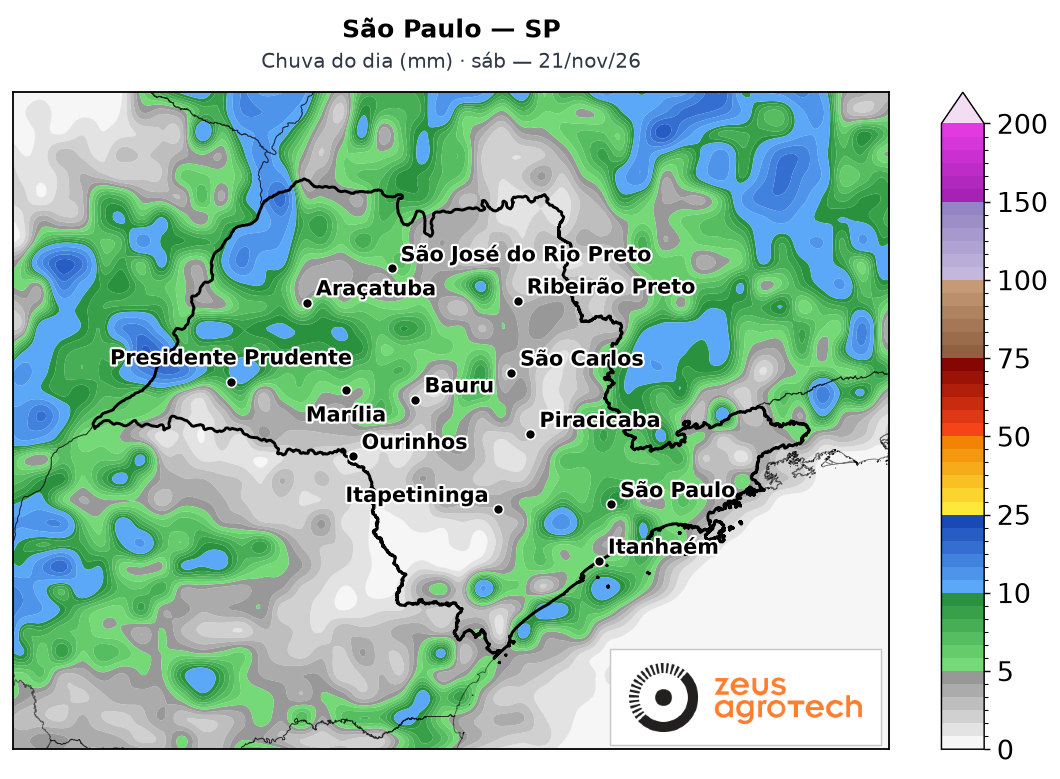 São Paulo — SP
Chuva do dia (mm) · sáb — 21/nov/26
São José do Rio Preto
Araçatuba
Ribeirão Preto
Presidente Prudente
São Carlos
Bauru
Marília
Piracicaba
Ourinhos
Itapetininga
São Paulo
Itanhaém
200
150
100
75
50
25
10
5
0
zeus
agrotech